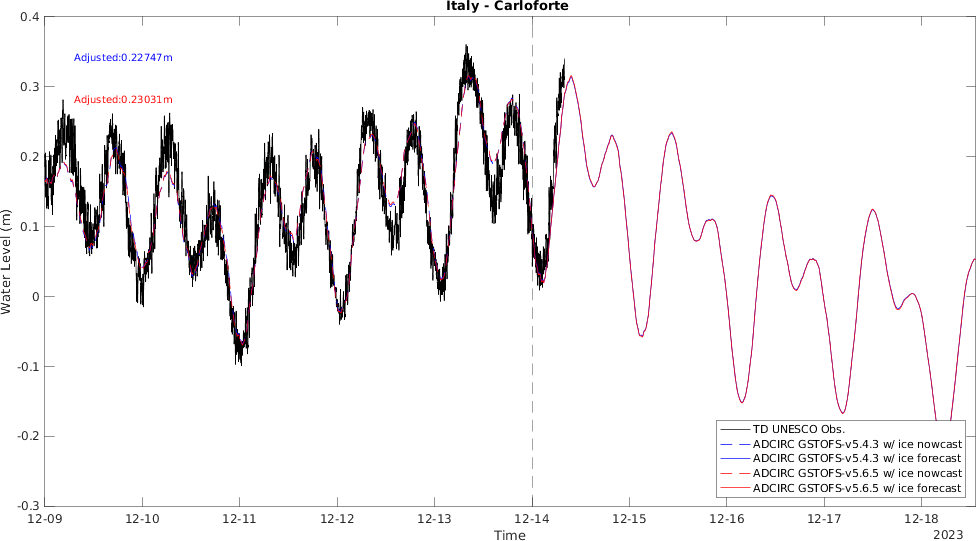 Italy - Carloforte
Adjusted:0.22747m
Adjusted:0.23031m
Water Level (m)
0.4
0.3
0.2
0.1
0
-0.1
-0.2
-0.3
TD UNESCO Obs.
ADCIRC GSTOFS-v5.4.3 w/ ice nowcast
ADCIRC GSTOFS-v5.4.3 w/ ice forecast
ADCIRC GSTOFS-v5.6.5 w/ ice nowcast
ADCIRC GSTOFS-v5.6.5 w/ ice forecast
12-09 12-10 12-11 12-12 12-13 12-14 12-15 12-16 12-17 12-18
Time
2023